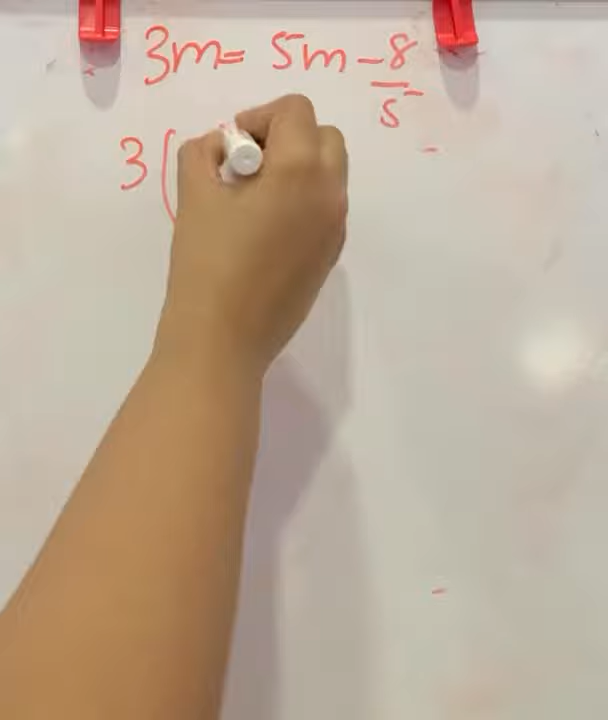 3m = 5m - 8/5
3(